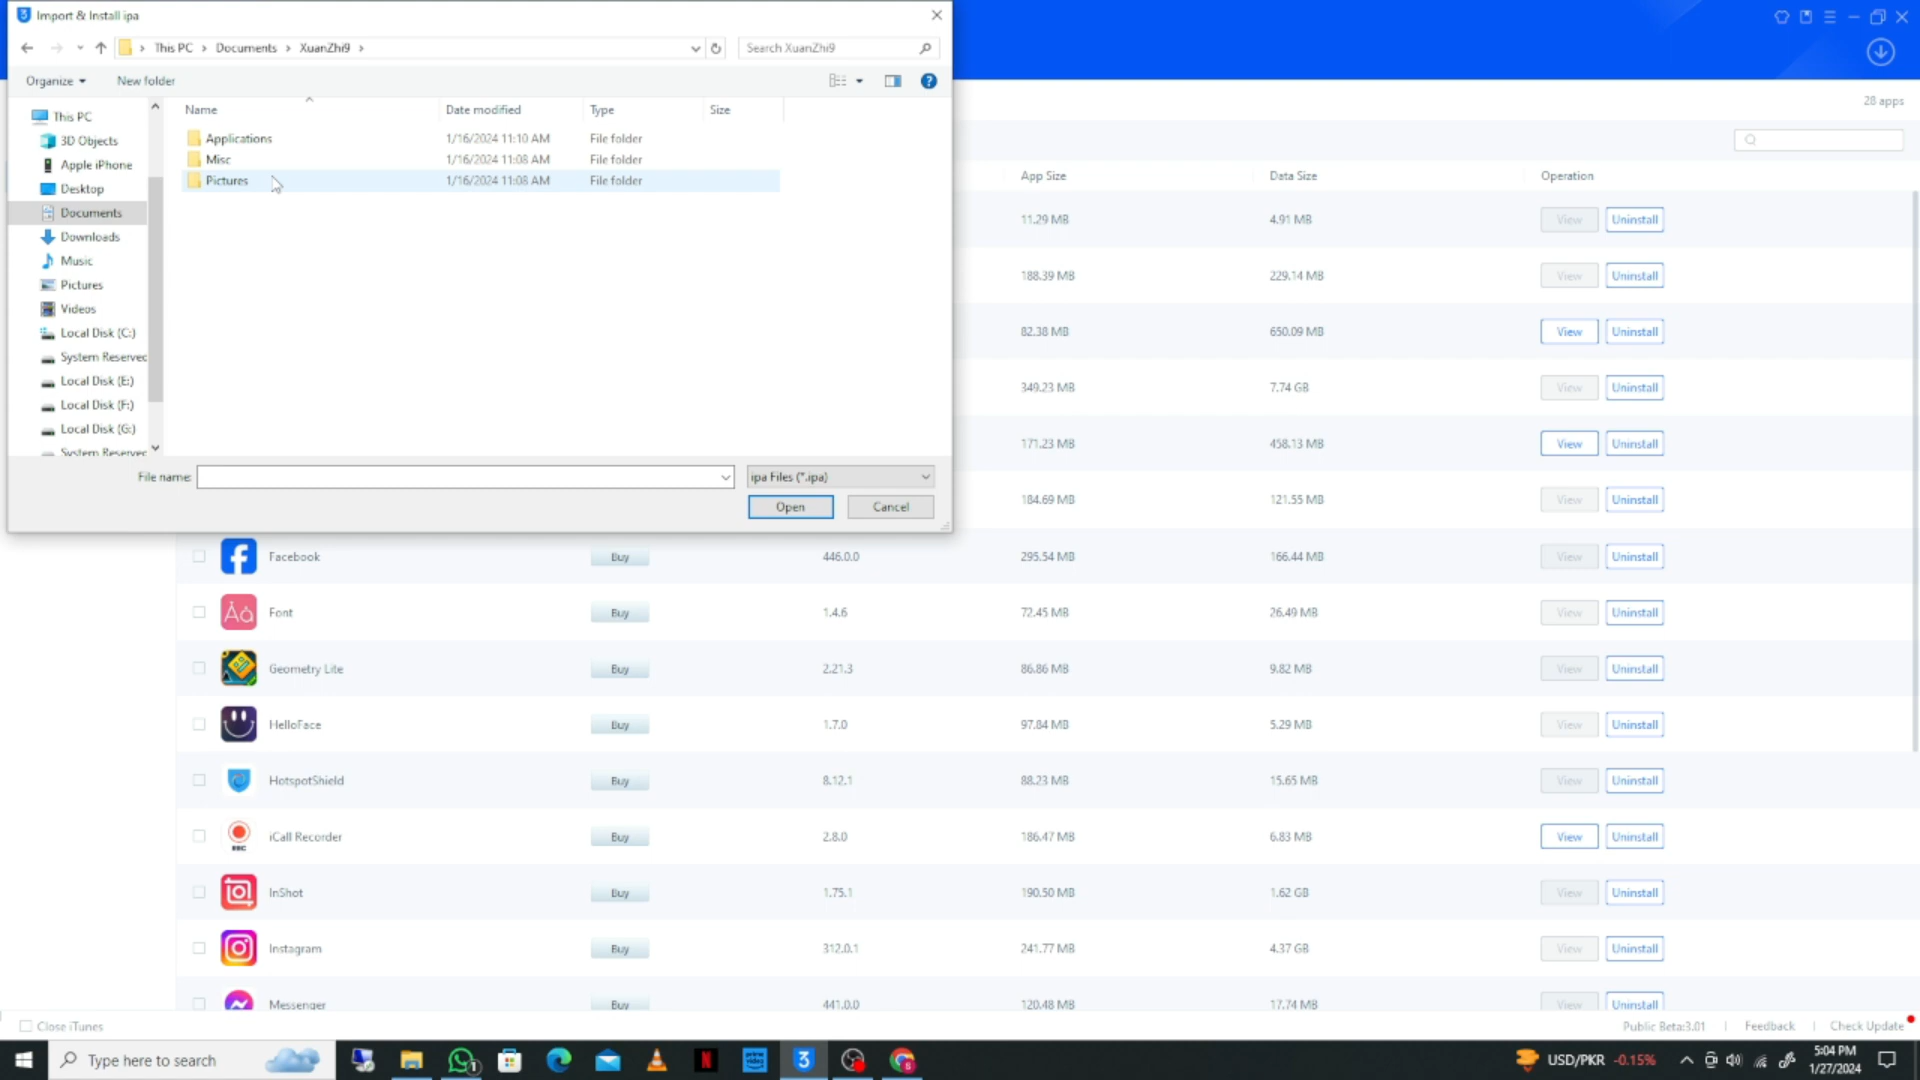 Import & Install ipa
This PC > Documents > XuanZhi9 >
Search XuanZhi9
Organize
New folder
Name
Date modified
Type
Size
28 apps
This PC
3D Objects
Apple iPhone
Desktop
Documents
Downloads
Music
Pictures
Videos
Local Disk (C:)
System Reserved
Local Disk (E:)
Local Disk (F:)
Local Disk (G:)
System Reserved
Applications 1/16/2024 11:10 AM File folder
Misc 1/16/2024 11:08 AM File folder
Pictures 1/16/2024 11:08 AM File folder
File name:
ipa Files (*.ipa)
Open
Cancel
App Size Data Size Operation
11.29 MB 4.91 MB View Uninstall
188.39 MB 229.14 MB View Uninstall
82.38 MB 650.09 MB View Uninstall
349.23 MB 7.74 GB View Uninstall
171.23 MB 458.13 MB View Uninstall
184.69 MB 121.55 MB View Uninstall
Facebook Buy 446.0.0 295.54 MB 166.44 MB View Uninstall
Font Buy 1.4.6 72.45 MB 26.49 MB View Uninstall
Geometry Lite Buy 2.21.3 86.86 MB 9.82 MB View Uninstall
HelloFace Buy 1.7.0 97.84 MB 5.29 MB View Uninstall
HotspotShield Buy 8.12.1 88.23 MB 15.65 MB View Uninstall
iCall Recorder Buy 2.8.0 186.47 MB 6.83 MB View Uninstall
InShot Buy 1.75.1 190.50 MB 1.62 GB View Uninstall
Instagram Buy 312.0.1 241.77 MB 4.37 GB View Uninstall
Messenger Buy 441.0.0 120.48 MB 17.74 MB View Uninstall
Close iTunes
Public Beta:3.01 | Feedback | Check Update
Type here to search
USD/PKR -0.15%
5:04 PM
1/27/2024